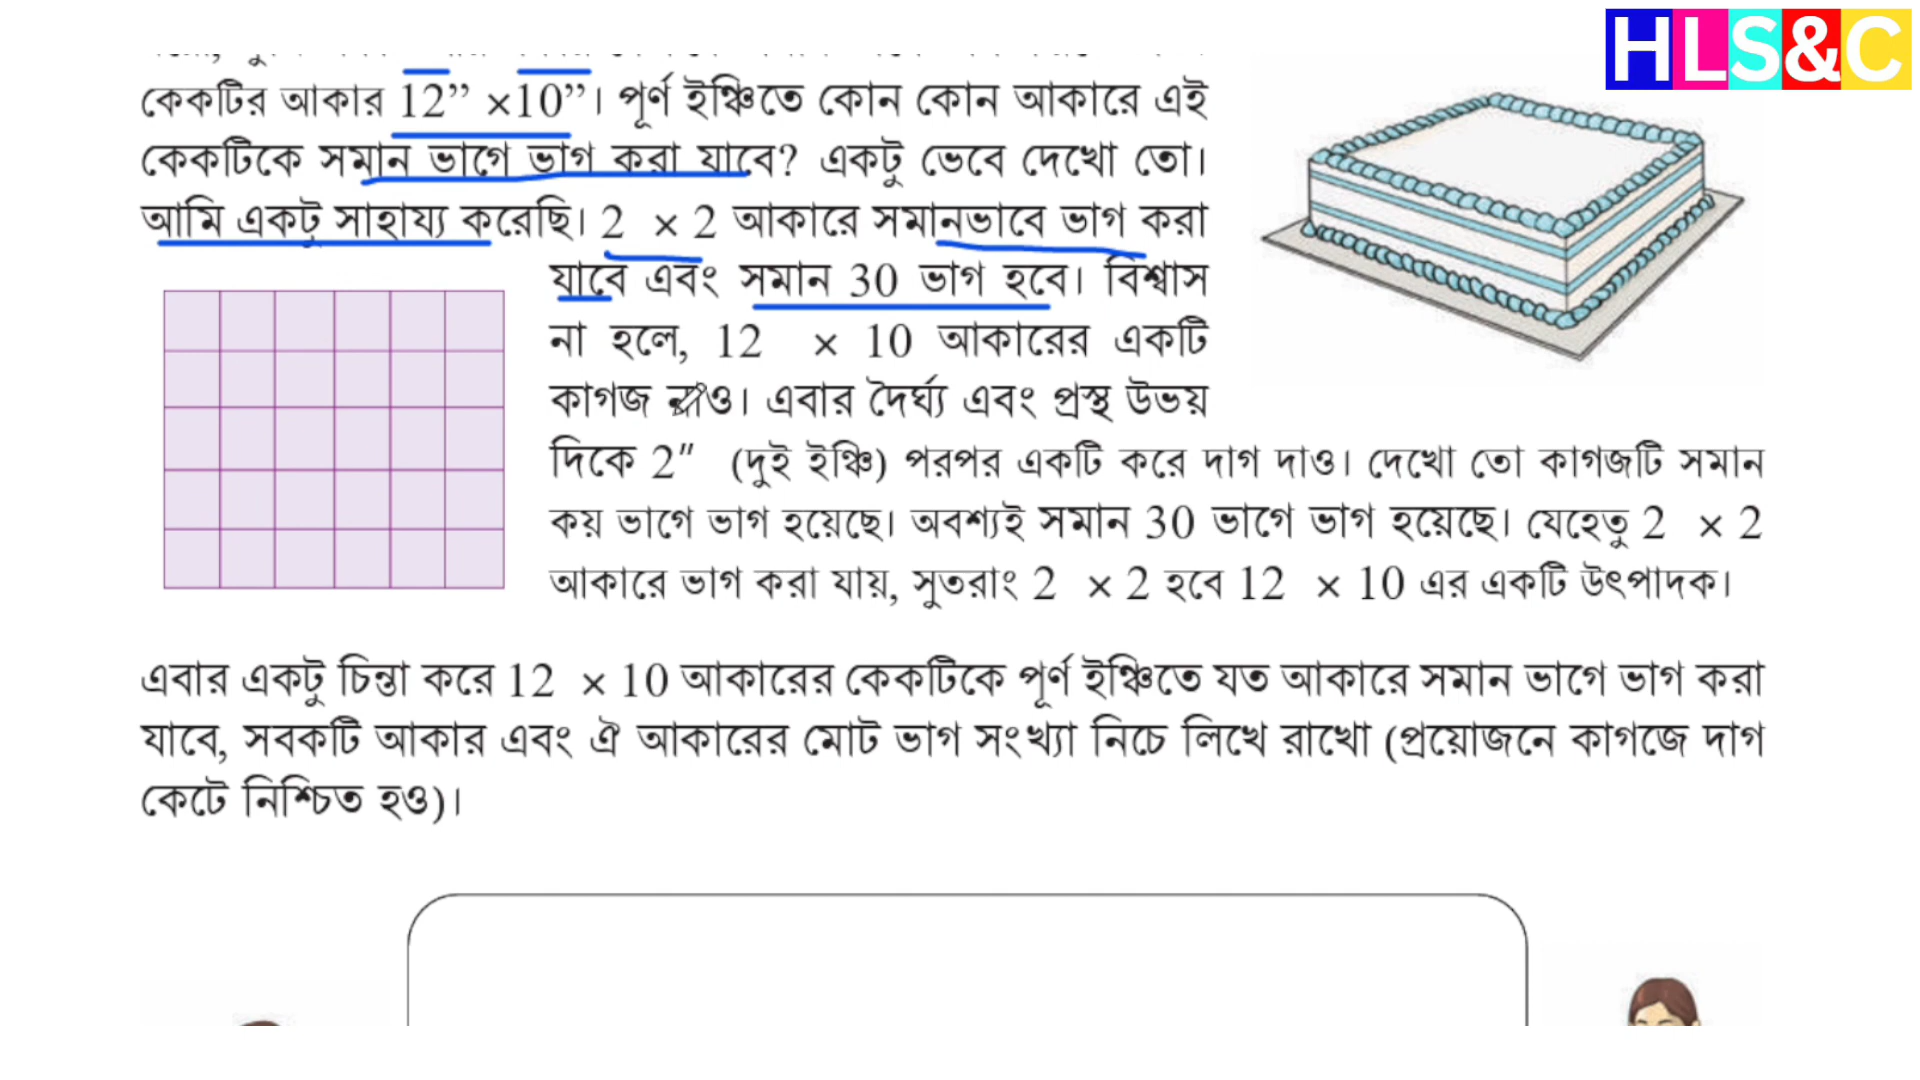 HLS&C
কেকটির আকার 12” ×10”। পূর্ণ ইঞ্চিতে কোন কোন আকারে এই
কেকটিকে সমান ভাগে ভাগ করা যাবে? একটু ভেবে দেখো তো।
আমি একটু সাহায্য করেছি। 2 × 2 আকারে সমানভাবে ভাগ করা
যাবে এবং সমান 30 ভাগ হবে। বিশ্বাস
না হলে, 12 × 10 আকারের একটি
কাগজ নাও। এবার দৈর্ঘ্য এবং প্রস্থ উভয়
দিকে 2" (দুই ইঞ্চি) পরপর একটি করে দাগ দাও। দেখো তো কাগজটি সমান
কয় ভাগে ভাগ হয়েছে। অবশ্যই সমান 30 ভাগে ভাগ হয়েছে। যেহেতু 2 × 2
আকারে ভাগ করা যায়, সুতরাং 2 × 2 হবে 12 × 10 এর একটি উৎপাদক।
এবার একটু চিন্তা করে 12 × 10 আকারের কেকটিকে পূর্ণ ইঞ্চিতে যত আকারে সমান ভাগে ভাগ করা
যাবে, সবকটি আকার এবং ঐ আকারের মোট ভাগ সংখ্যা নিচে লিখে রাখো (প্রয়োজনে কাগজে দাগ
কেটে নিশ্চিত হও)।